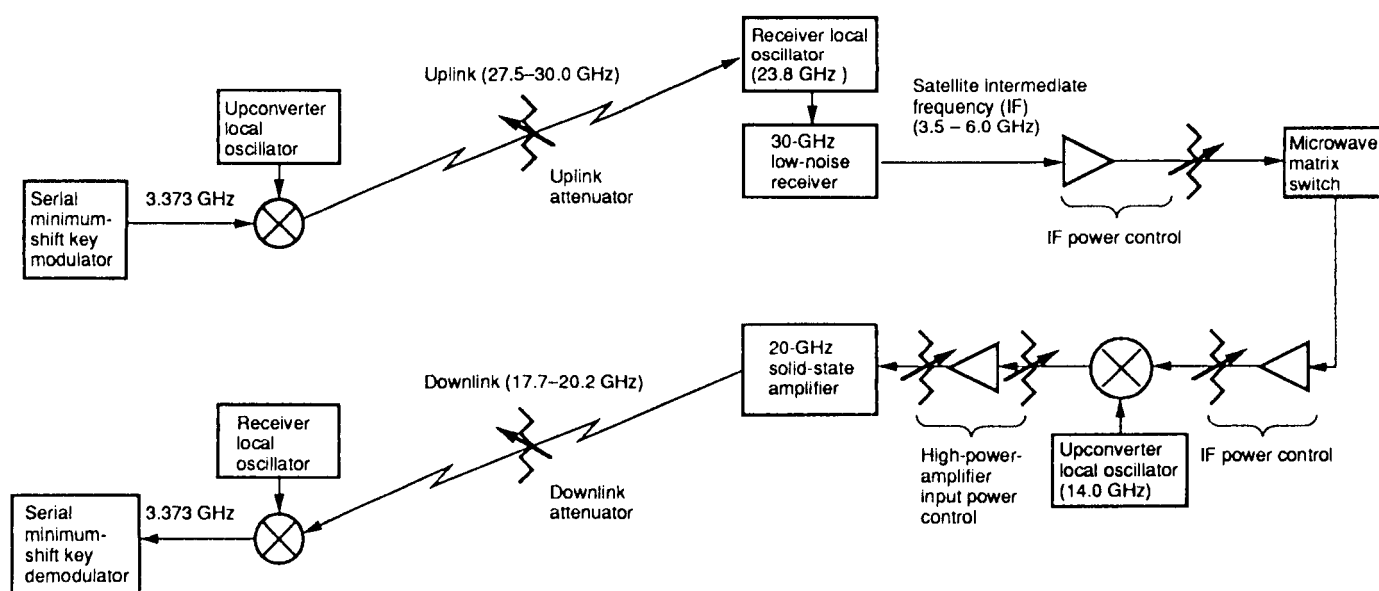 Receiver local
oscillator
(23.8 GHz )
Uplink (27.5–30.0 GHz)
Satellite intermediate
frequency (IF)
(3.5 – 6.0 GHz)
Upconverter
local
oscillator
30-GHz
low-noise
receiver
Microwave
matrix
switch
Uplink
attenuator
Serial
minimum-
shift key
modulator
3.373 GHz
IF power control
20-GHz
solid-state
amplifier
Downlink (17.7–20.2 GHz)
Receiver
local
oscillator
High-power-
amplifier
input power
control
Upconverter
local oscillator
(14.0 GHz)
IF power control
Downlink
attenuator
Serial
minimum-
shift key
demodulator
3.373 GHz